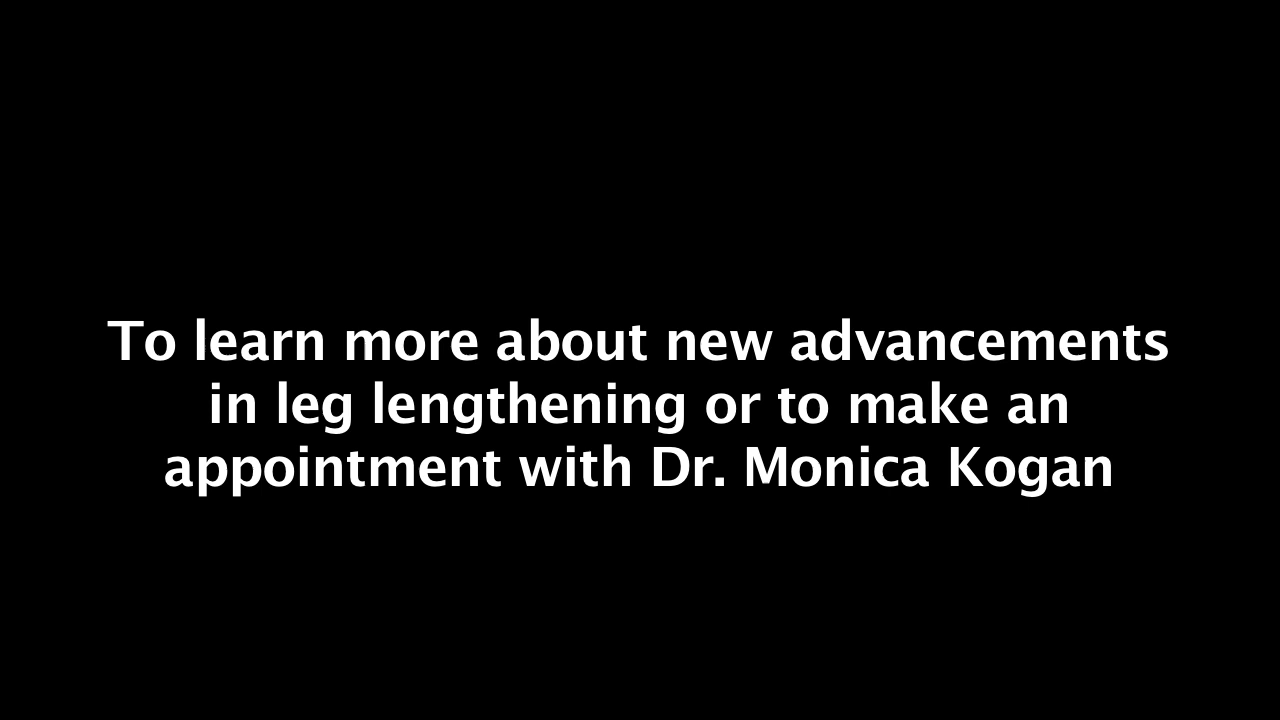 To learn more about new advancements
in leg lengthening or to make an
appointment with Dr. Monica Kogan